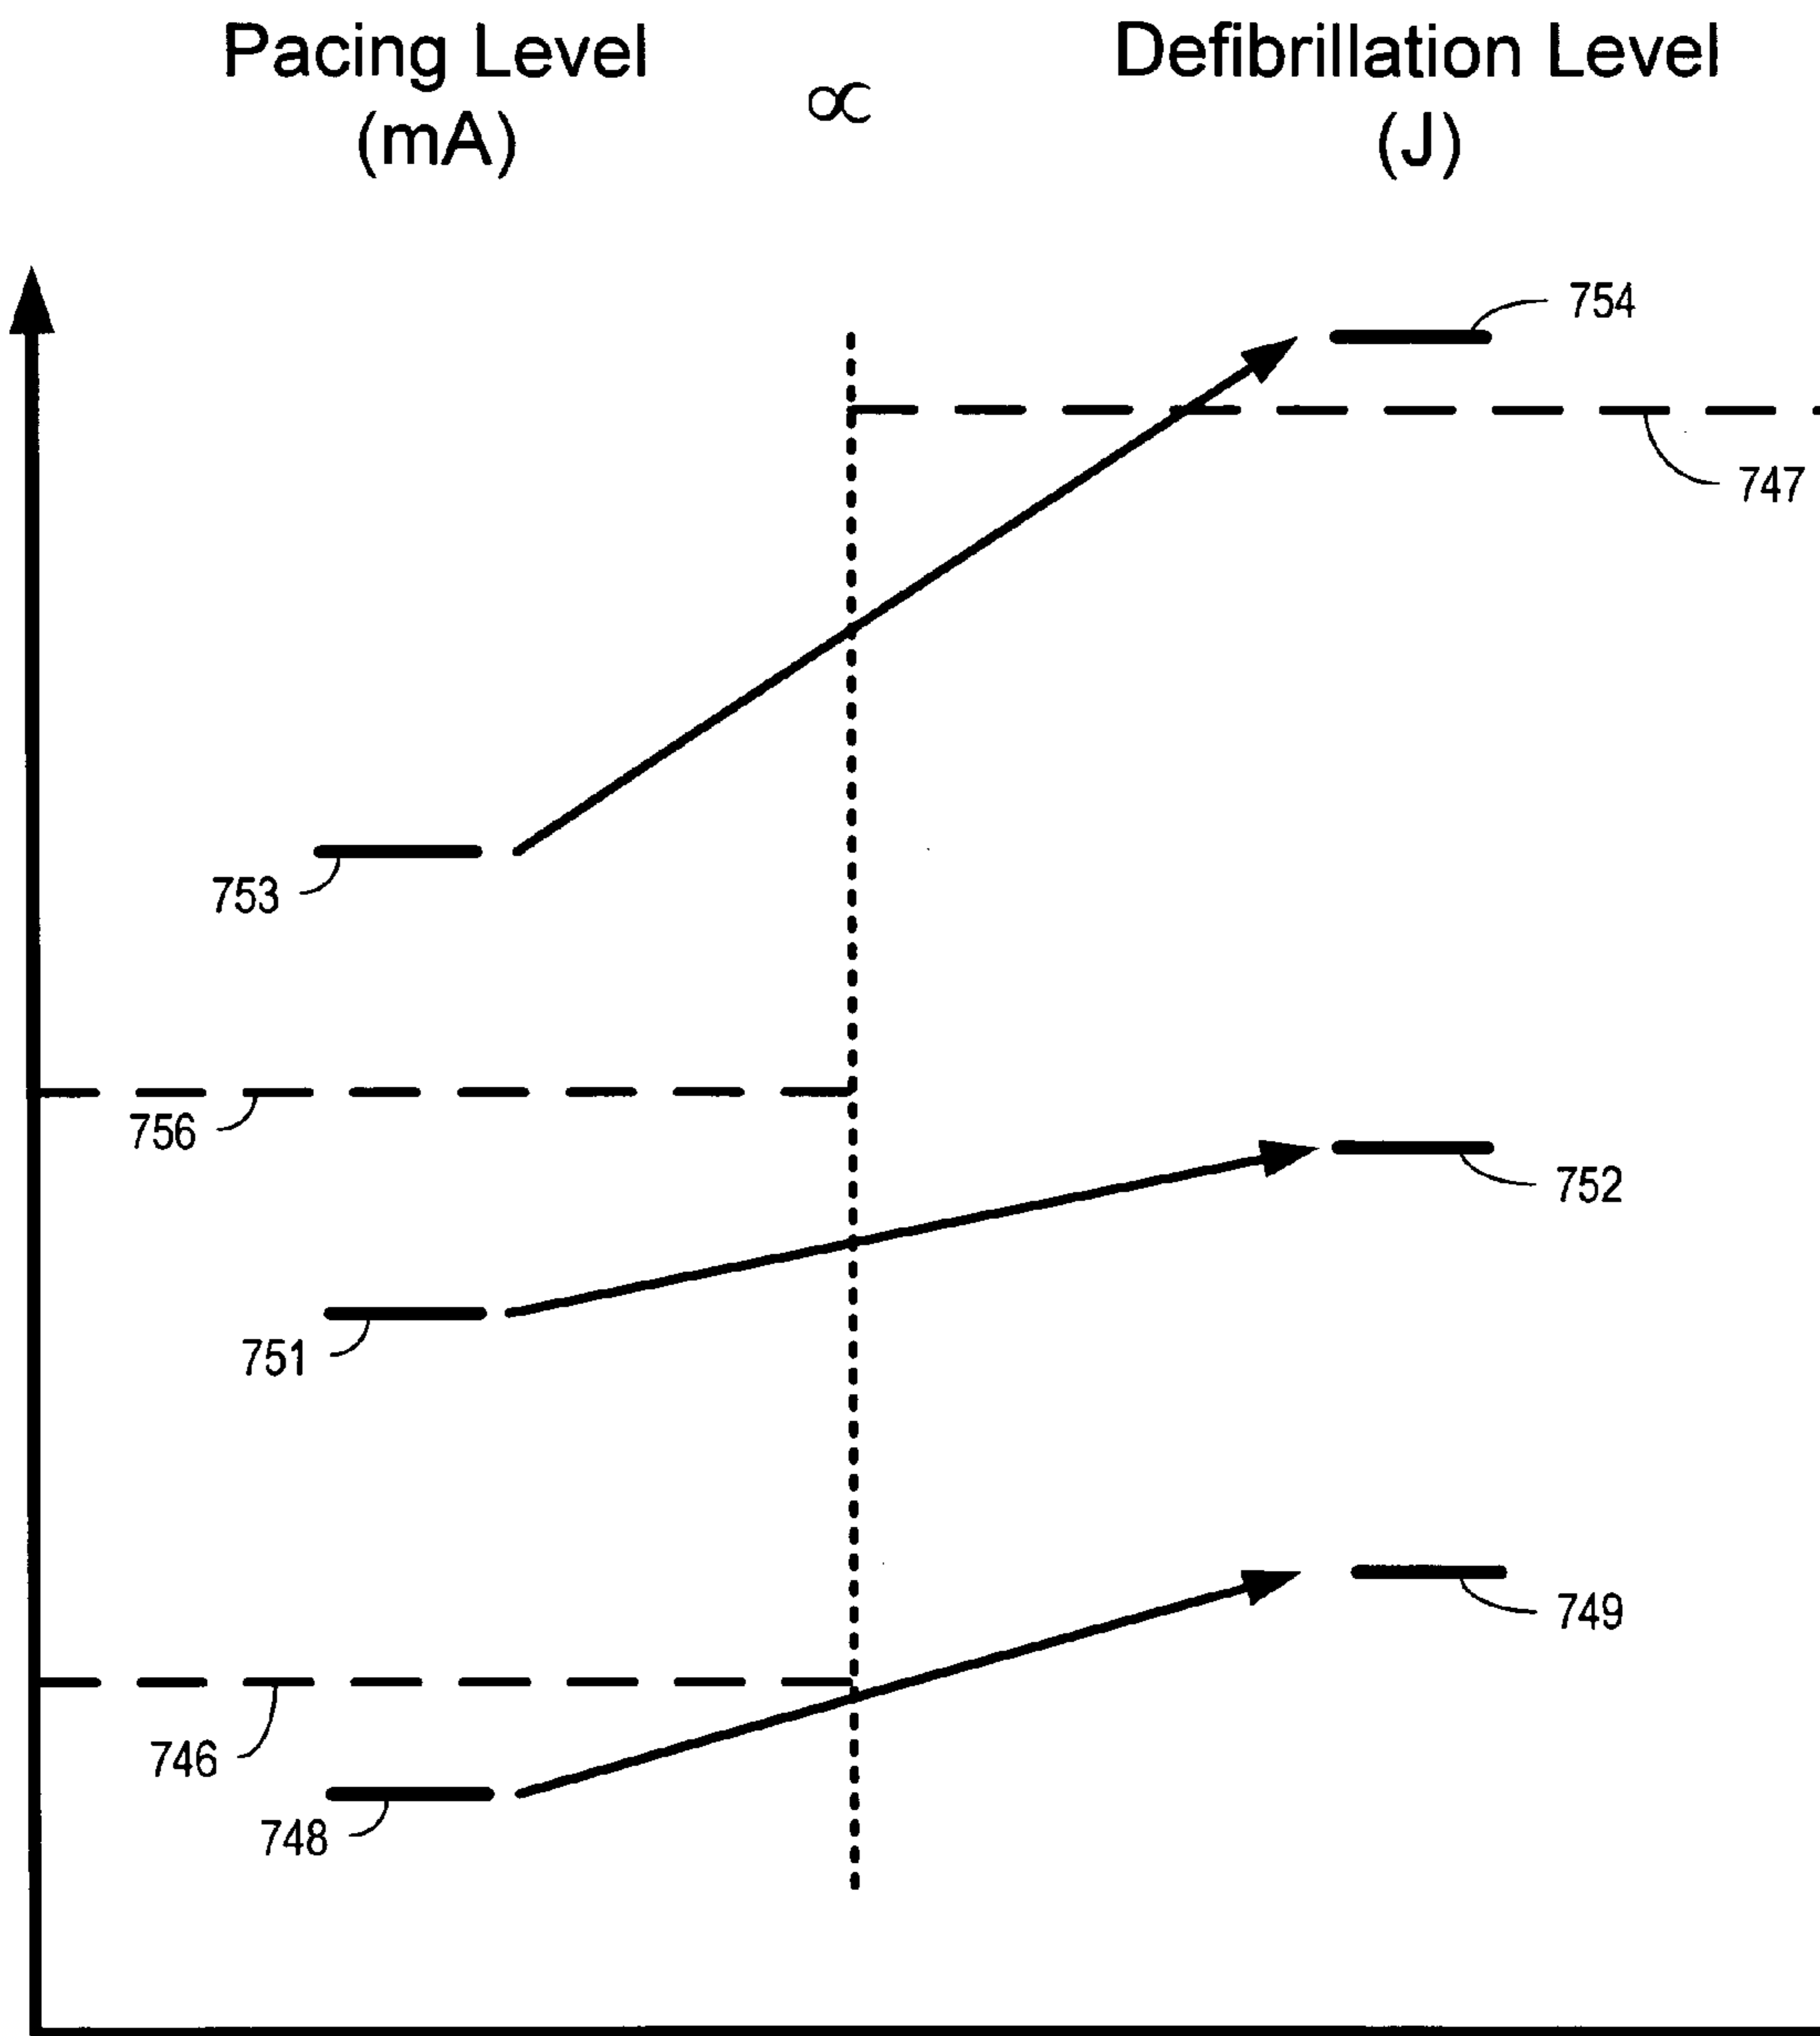 Pacing Level
(mA)
∝
Defibrillation Level
(J)
754
747
753
756
752
751
749
746
748